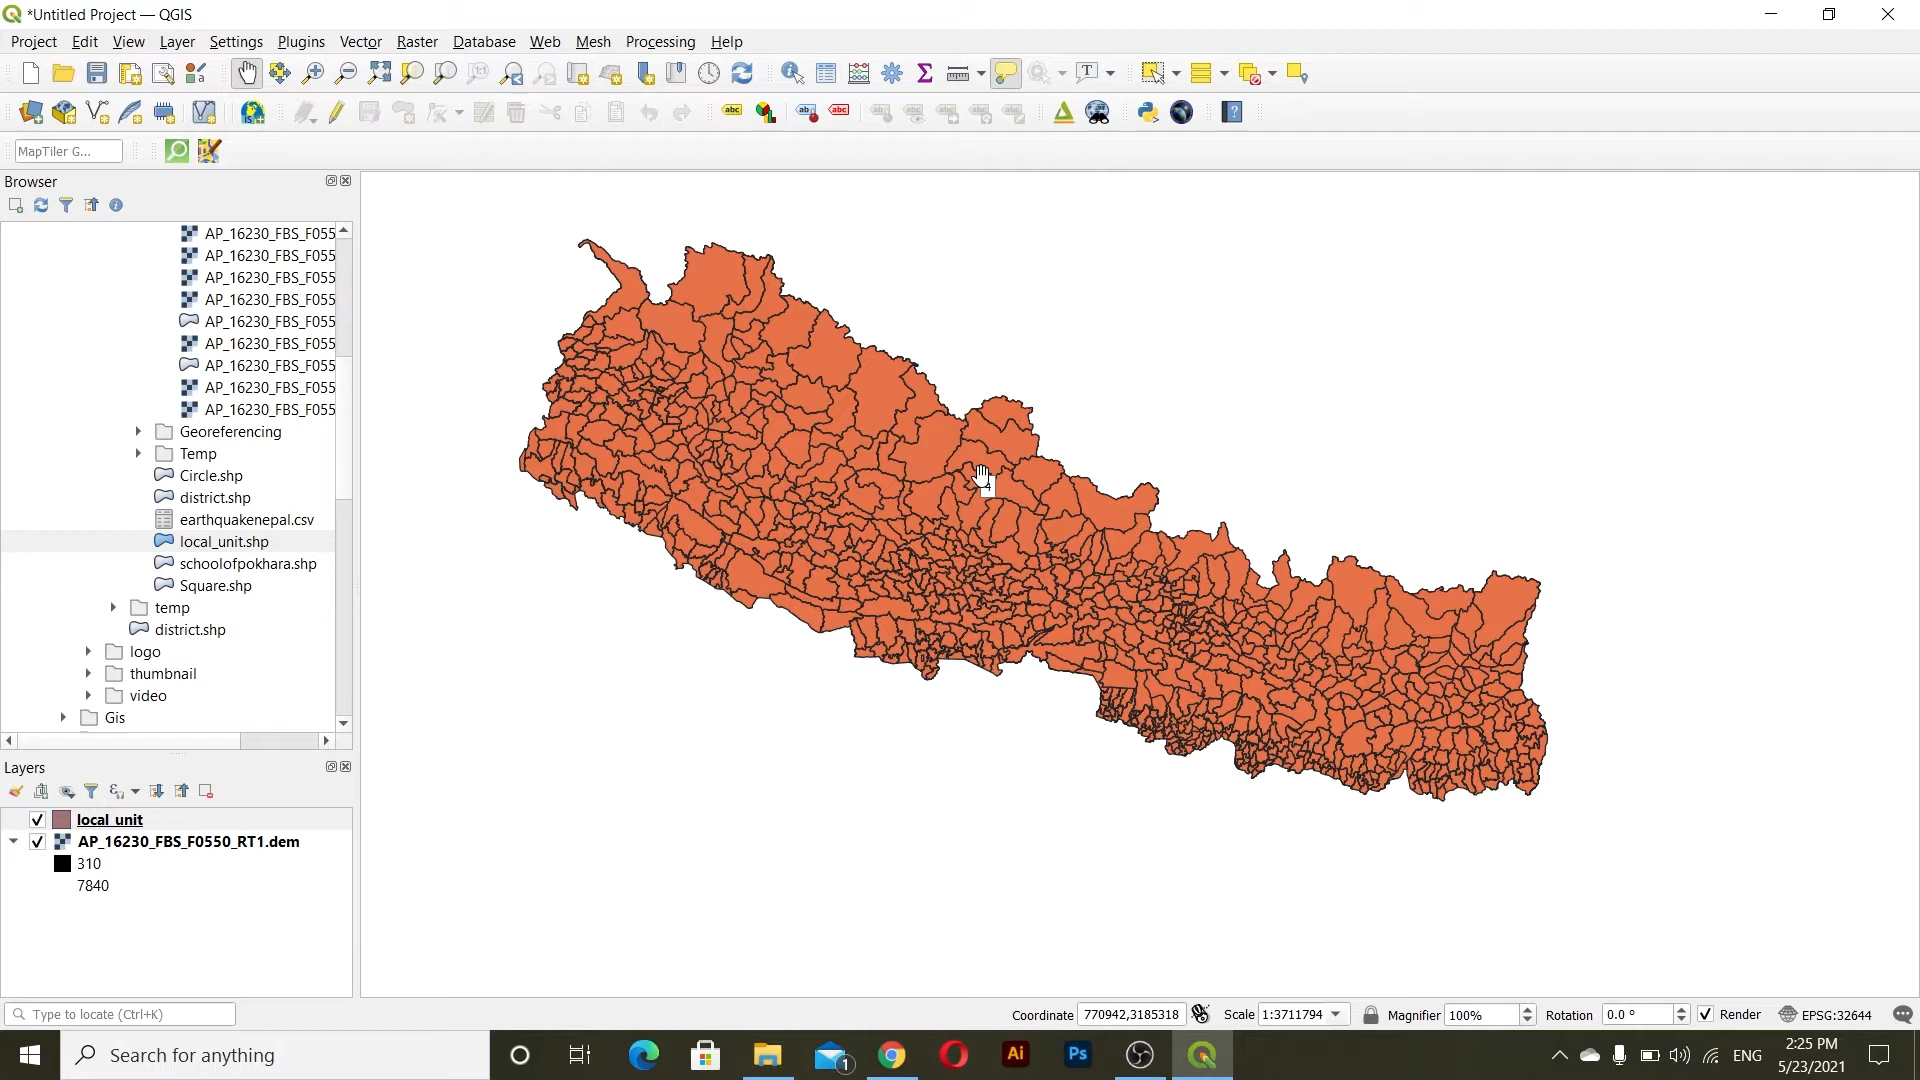 *Untitled Project — QGIS
Project Edit View Layer Settings Plugins Vector Raster Database Web Mesh Processing Help
MapTiler G...
Browser
AP_16230_FBS_F055
AP_16230_FBS_F055
AP_16230_FBS_F055
AP_16230_FBS_F055
AP_16230_FBS_F055
AP_16230_FBS_F055
AP_16230_FBS_F055
AP_16230_FBS_F055
AP_16230_FBS_F055
Georeferencing
Temp
Circle.shp
district.shp
earthquakenepal.csv
local_unit.shp
schoolofpokhara.shp
Square.shp
temp
district.shp
logo
thumbnail
video
Gis
4
Layers
local_unit
AP_16230_FBS_F0550_RT1.dem
310
7840
Type to locate (Ctrl+K)
Coordinate 770942,3185318 Scale 1:3711794 Magnifier 100% Rotation 0.0 ° Render EPSG:32644
Search for anything
1
Ai
Ps
ENG
2:25 PM
5/23/2021